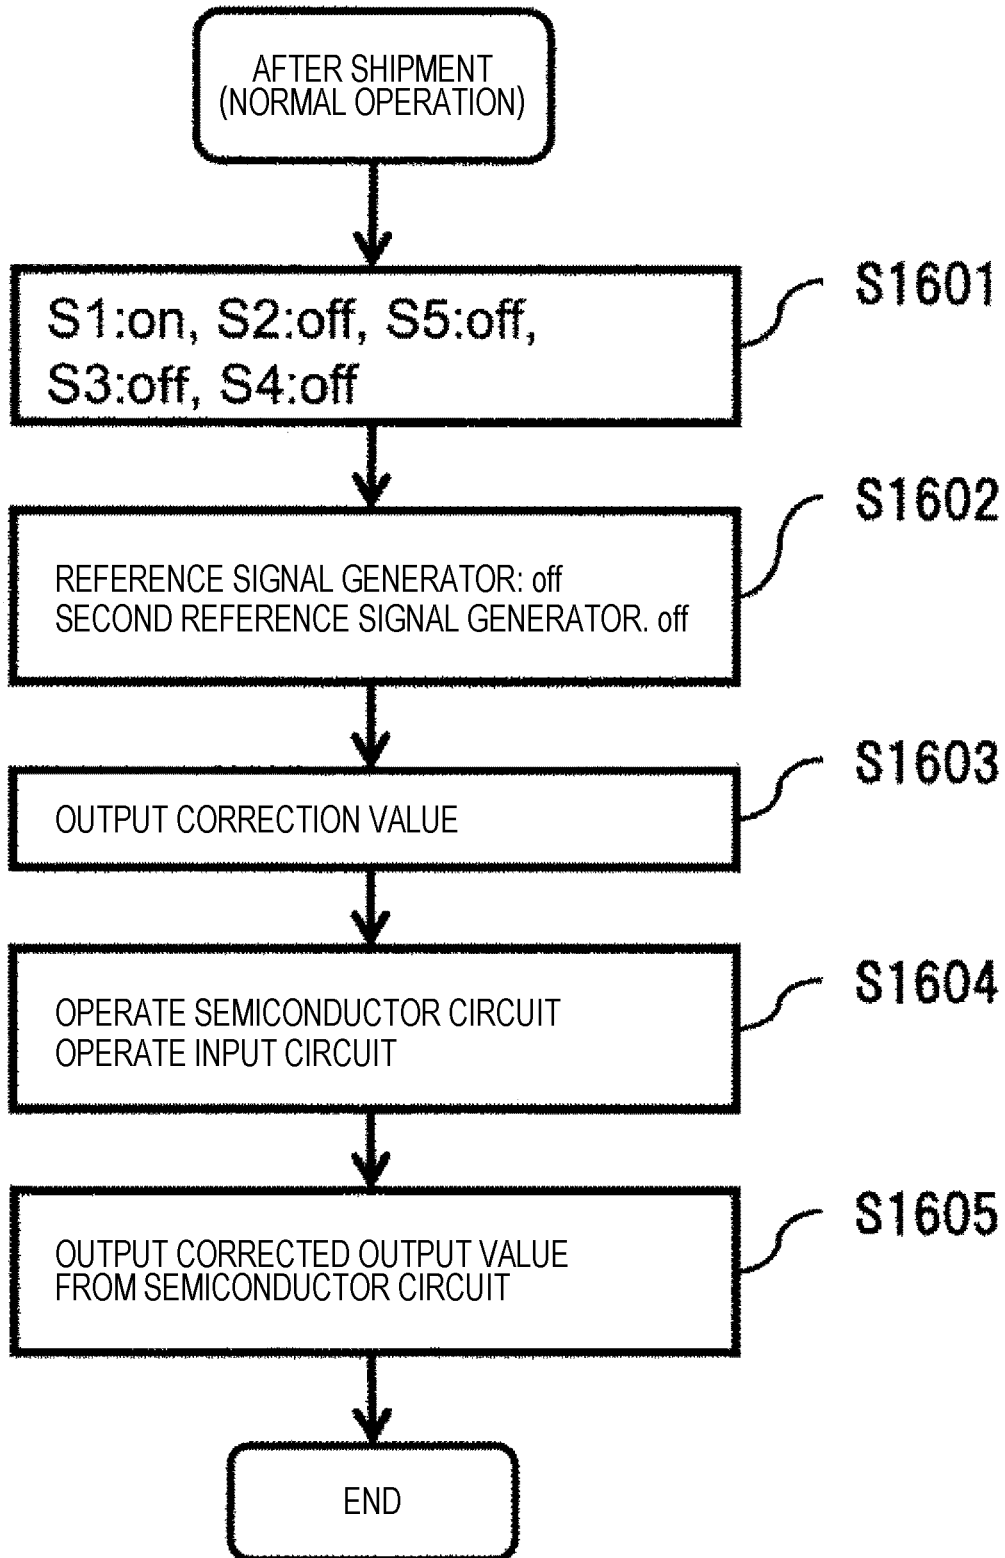 AFTER SHIPMENT
(NORMAL OPERATION)
S1:on, S2:off, S5:off,
S3:off, S4:off
S1601
REFERENCE SIGNAL GENERATOR: off
SECOND REFERENCE SIGNAL GENERATOR. off
S1602
OUTPUT CORRECTION VALUE
S1603
OPERATE SEMICONDUCTOR CIRCUIT
OPERATE INPUT CIRCUIT
S1604
OUTPUT CORRECTED OUTPUT VALUE
FROM SEMICONDUCTOR CIRCUIT
S1605
END